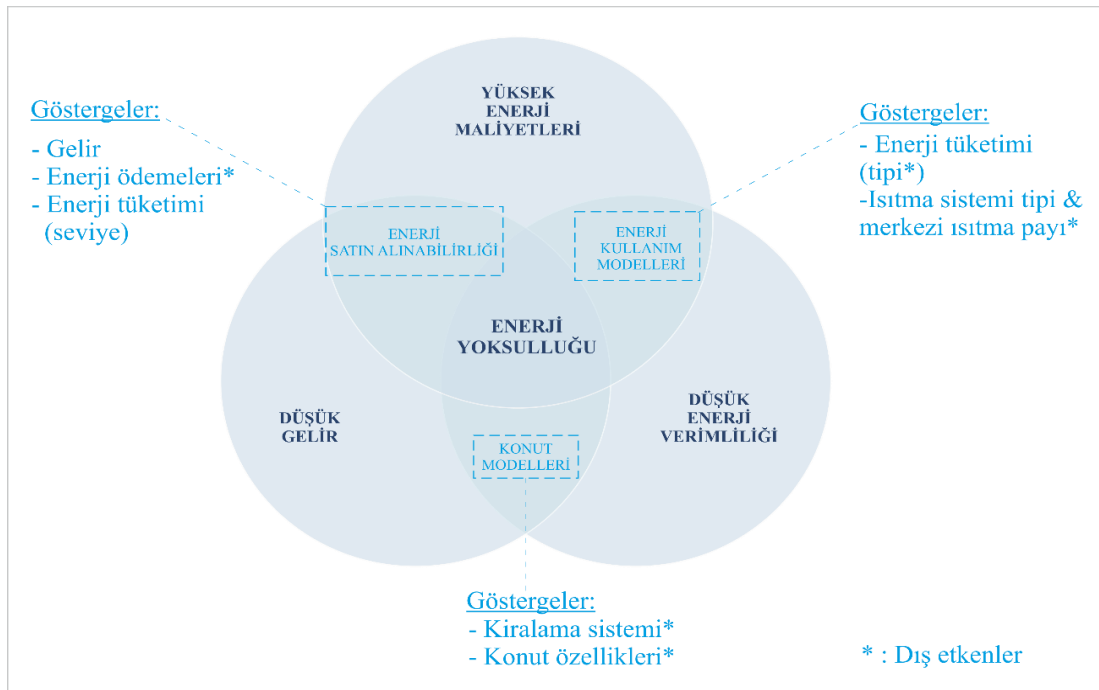 YÜKSEK
ENERJİ
MALİYETLERİ
Göstergeler:
- Gelir
- Enerji ödemeleri*
- Enerji tüketimi
(seviye)
Göstergeler:
- Enerji tüketimi
(tipi*)
-Isıtma sistemi tipi &
merkezi ısıtma payı*
ENERJİ
SATIN ALINABİLİRLİĞİ
ENERJİ
KULLANIM
MODELLERİ
ENERJİ
YOKSULLUĞU
DÜŞÜK
GELİR
DÜŞÜK
ENERJİ
VERİMLİLİĞİ
KONUT
MODELLERİ
Göstergeler:
- Kiralama sistemi*
- Konut özellikleri*
* : Dış etkenler